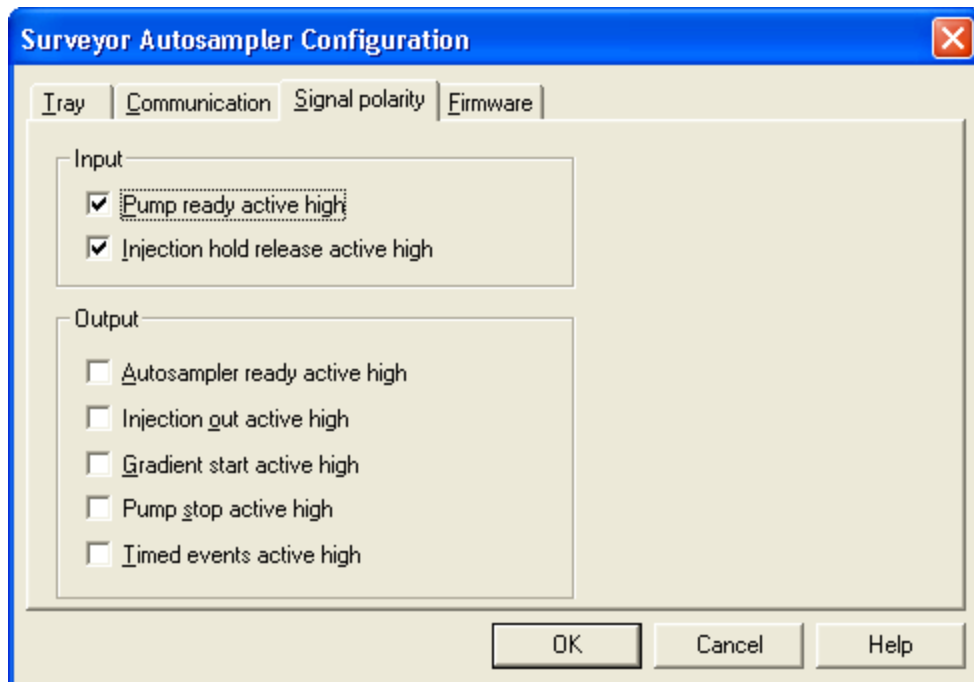 Surveyor Autosampler Configuration
Tray Communication Signal polarity Firmware
Input
Pump ready active high
Injection hold release active high
Output
Autosampler ready active high
Injection out active high
Gradient start active high
Pump stop active high
Timed events active high
OK Cancel Help